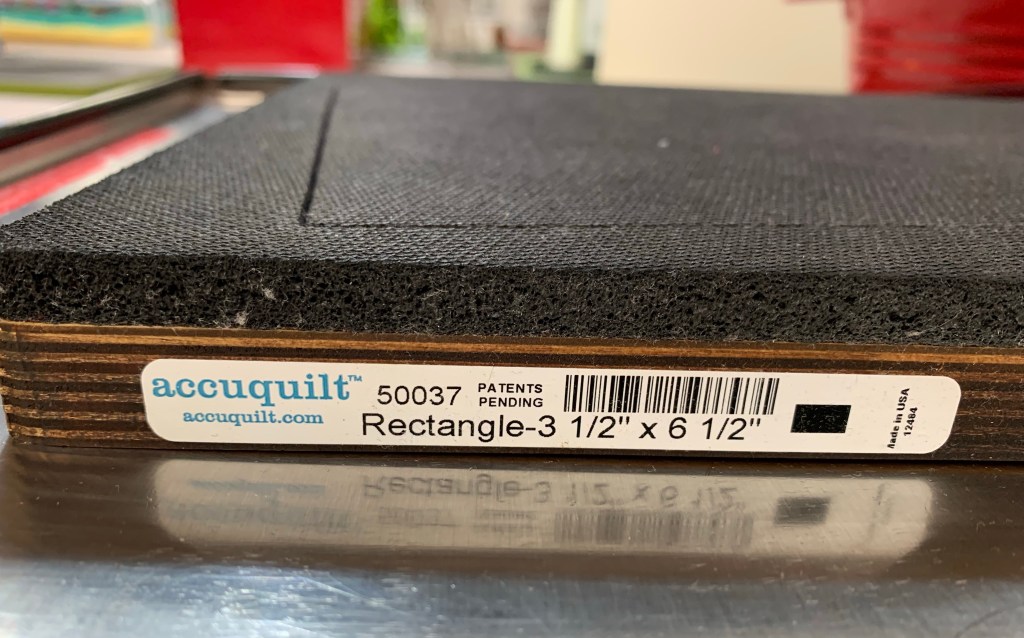 accuquilt™
accuquilt.com
50037
PATENTS
PENDING
Rectangle-3 1/2" x 6 1/2"
Made in USA
12484